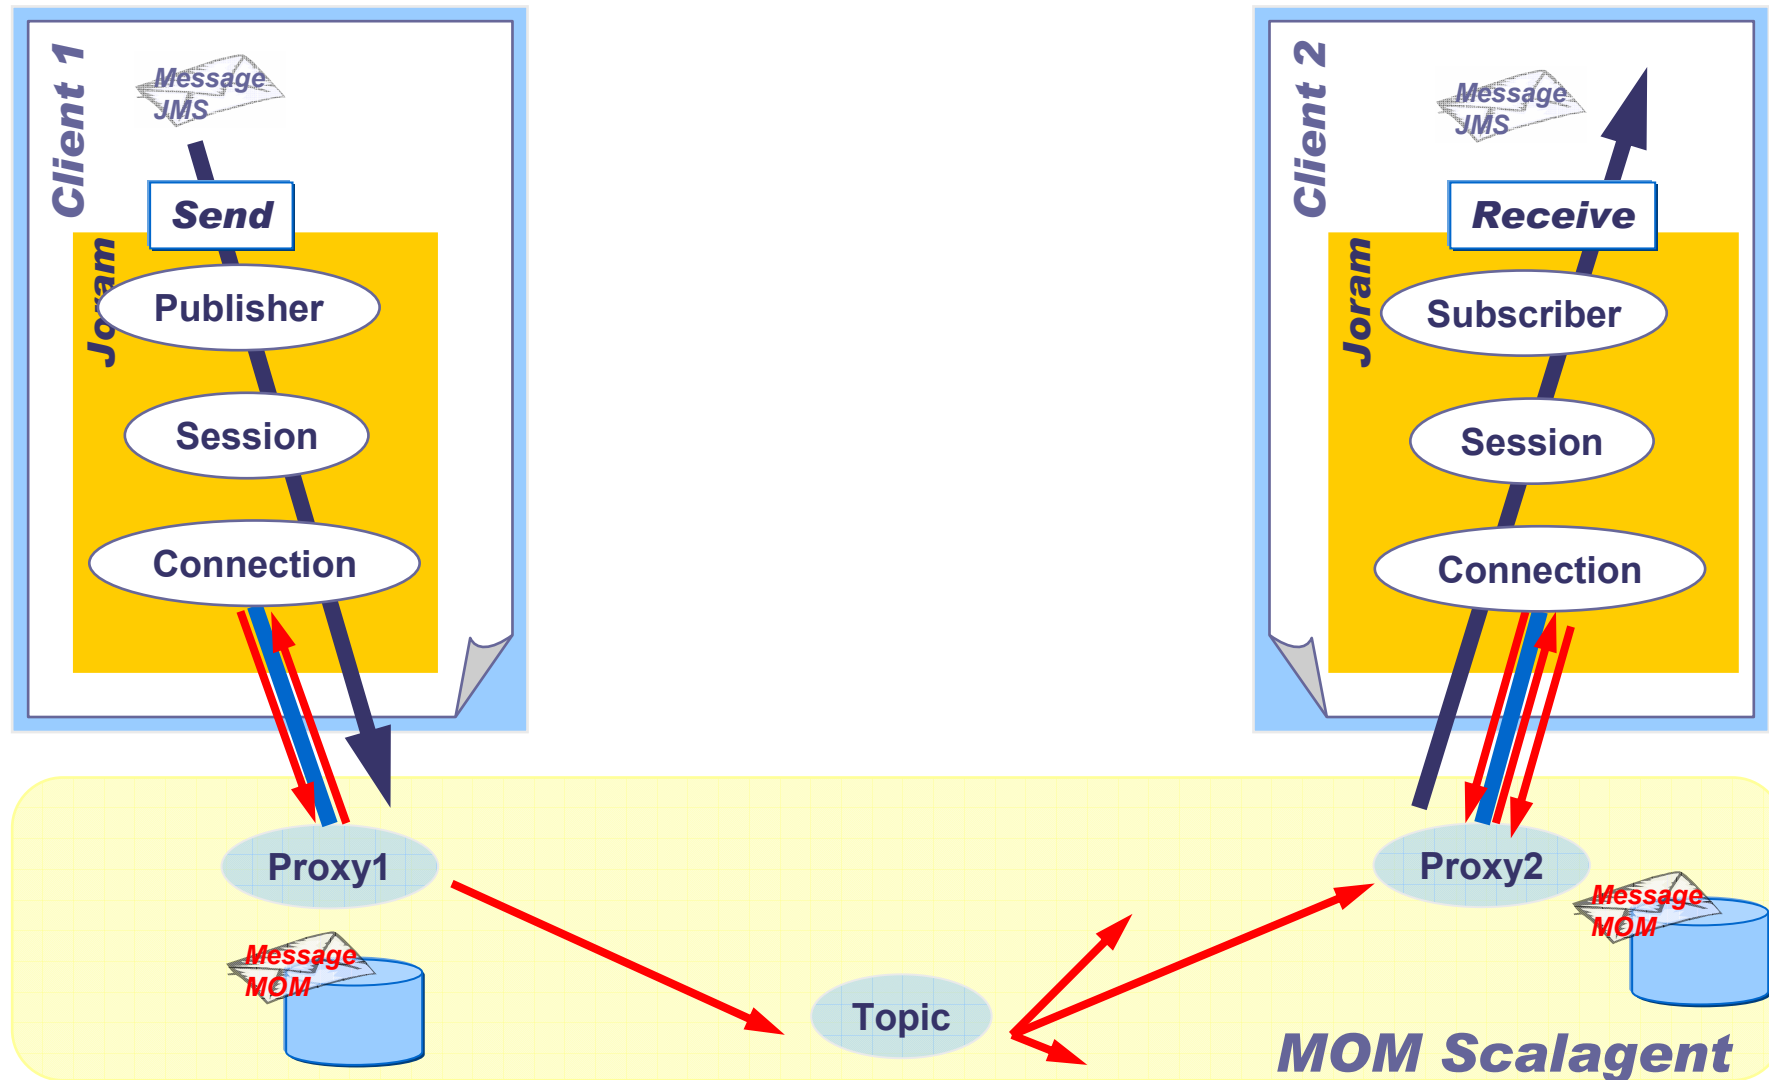 Client 1
Message
JMS
Send
Joram
Publisher
Session
Connection
Client 2
Message
JMS
Receive
Joram
Subscriber
Session
Connection
Proxy1
Message
MOM
Topic
Proxy2
Message
MOM
MOM Scalagent